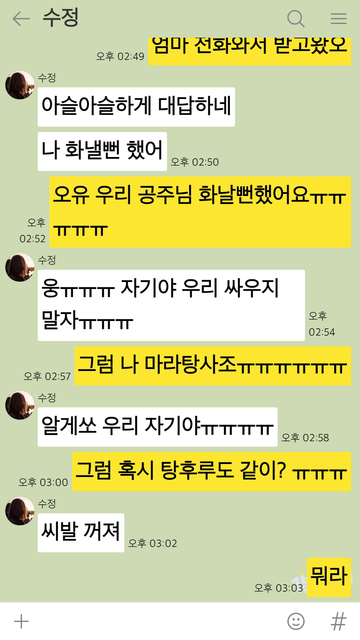 수정
엄마 전화와서 받고왔오
오후 02:49
수정
아슬아슬하게 대답하네
나 화낼뻔 했어
오후 02:50
오유 우리 공주님 화날뻔했어요ㅠㅠ
ㅠㅠㅠ
오후
02:52
수정
웅ㅠㅠㅠ 자기야 우리 싸우지
말자ㅠㅠㅠ
오후
02:54
그럼 나 마라탕사조ㅠㅠㅠㅠㅠㅠ
오후 02:57
수정
알게쏘 우리 자기야ㅠㅠㅠㅠ
오후 02:58
그럼 혹시 탕후루도 같이? ㅠㅠㅠ
오후 03:00
수정
씨발 꺼져
오후 03:02
뭐라
오후 03:03